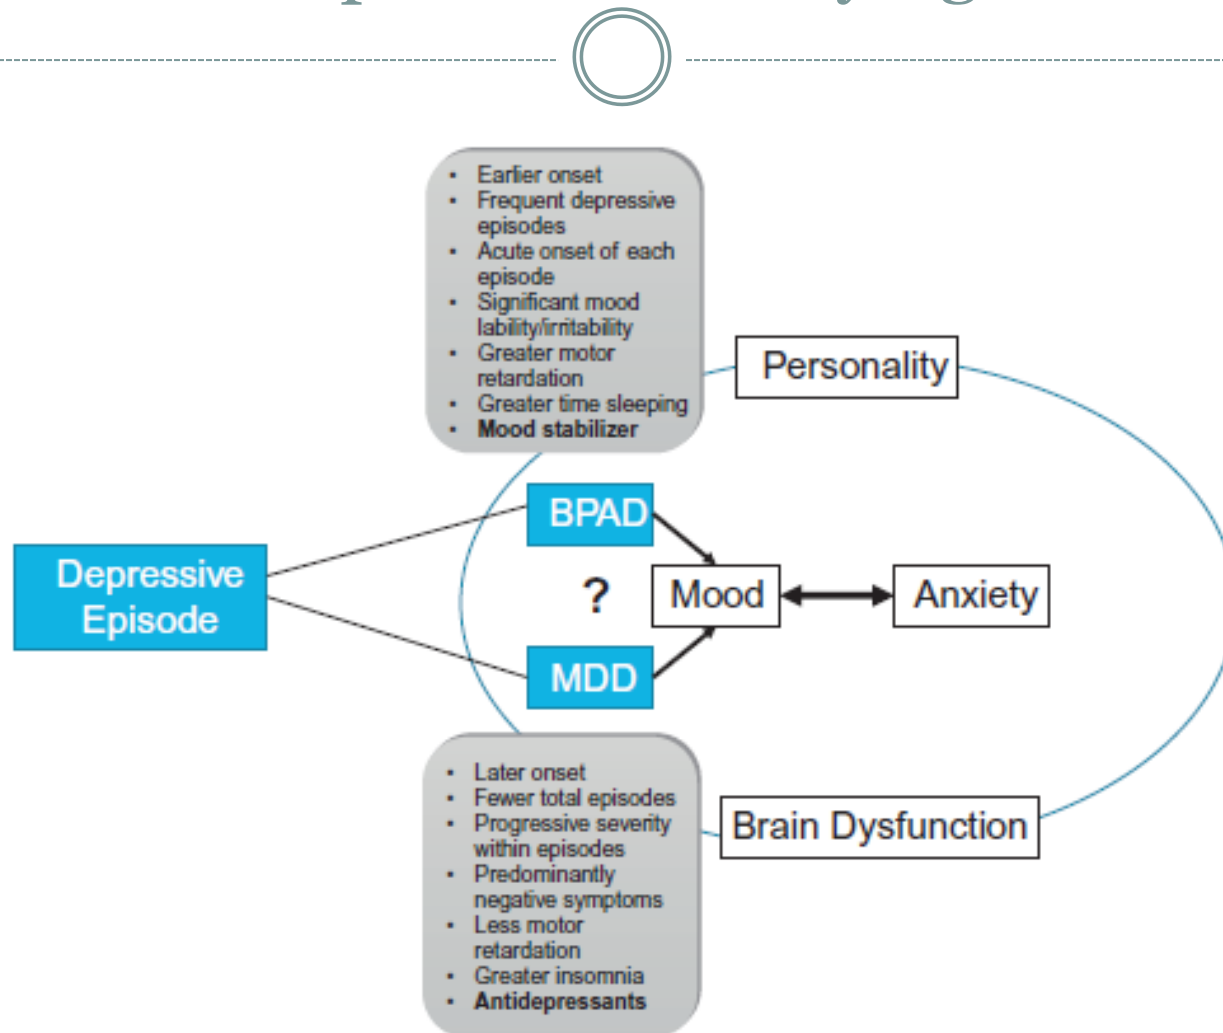 • Earlier onset
• Frequent depressive
episodes
• Acute onset of each
episode
• Significant mood
lability/irritability
• Greater motor
retardation
• Greater time sleeping
• Mood stabilizer
Personality
BPAD
Depressive
Episode
?
Mood
Anxiety
MDD
• Later onset
• Fewer total episodes
• Progressive severity
within episodes
• Predominantly
negative symptoms
• Less motor
retardation
• Greater insomnia
• Antidepressants
Brain Dysfunction